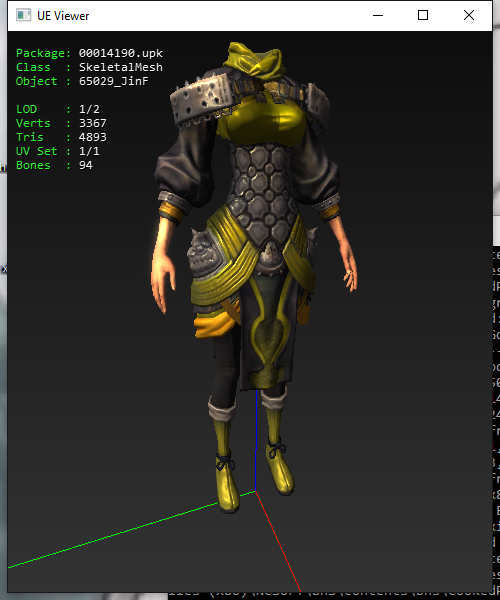 UE Viewer
Package: 00014190.upk
Class : SkeletalMesh
Object : 65029_JinF
LOD : 1/2
Verts : 3367
Tris : 4893
UV Set : 1/1
Bones : 94